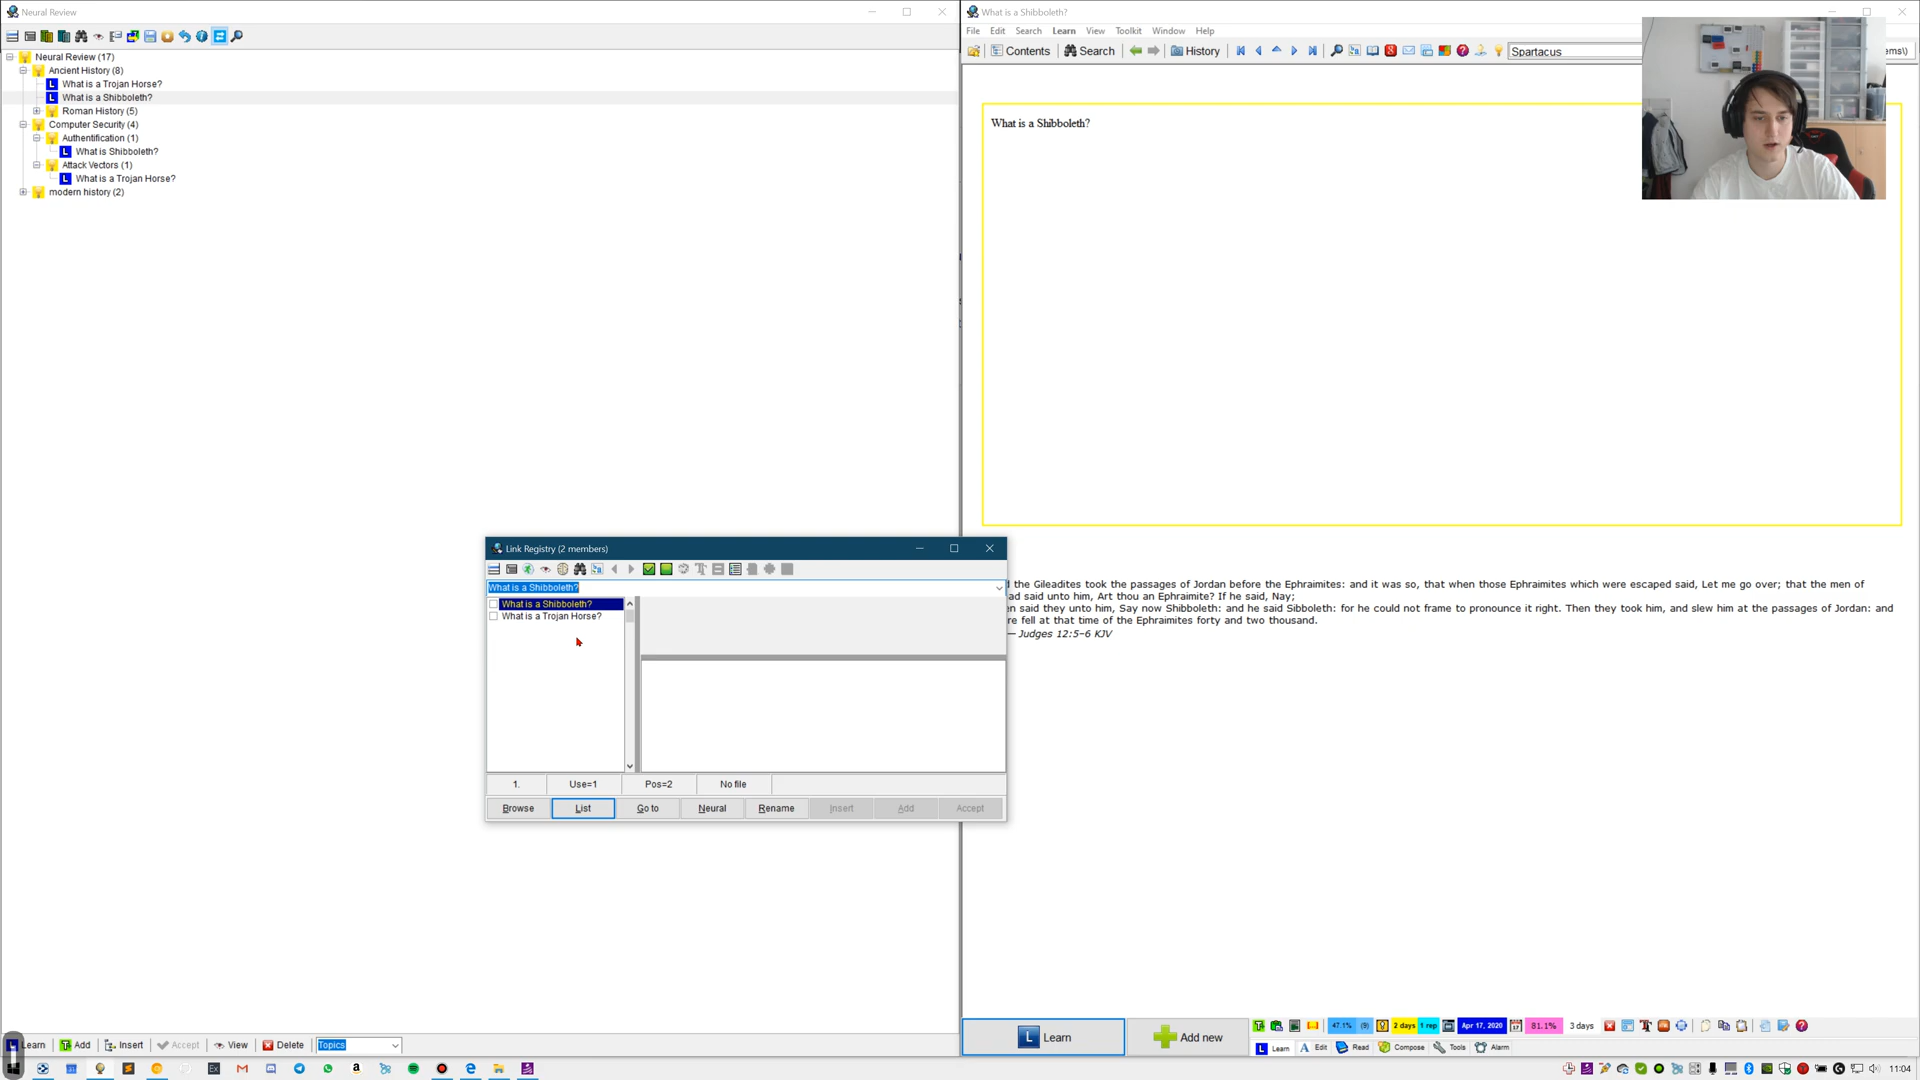 Neural Review
Neural Review (17)
Ancient History (8)
What is a Trojan Horse?
What is a Shibboleth?
Roman History (5)
Computer Security (4)
Authentification (1)
What is Shibboleth?
Attack Vectors (1)
What is a Trojan Horse?
modern history (2)
Learn
Add
Insert
Accept
View
Delete
Topics
What is a Shibboleth?
File Edit Search Learn View Toolkit Window Help
Contents
Search
History
Spartacus
ems\)
What is a Shibboleth?
the Gileadites took the passages of Jordan before the Ephraimites: and it was so, that when those Ephraimites which were escaped said, Let me go over; that the men of
ad said unto him, Art thou an Ephraimite? If he said, Nay;
n said they unto him, Say now Shibboleth: and he said Sibboleth: for he could not frame to pronounce it right. Then they took him, and slew him at the passages of Jordan: and
re fell at that time of the Ephraimites forty and two thousand.
— Judges 12:5–6 KJV
Link Registry (2 members)
What is a Shibboleth?
What is a Shibboleth?
What is a Trojan Horse?
1.
Use=1
Pos=2
No file
Browse
List
Go to
Neural
Rename
Insert
Add
Accept
Learn
Add new
47.1% (9)
2 days 1 rep
Apr 17, 2020
81.1%
3 days
Learn
Edit
Read
Compose
Tools
Alarm
11:04